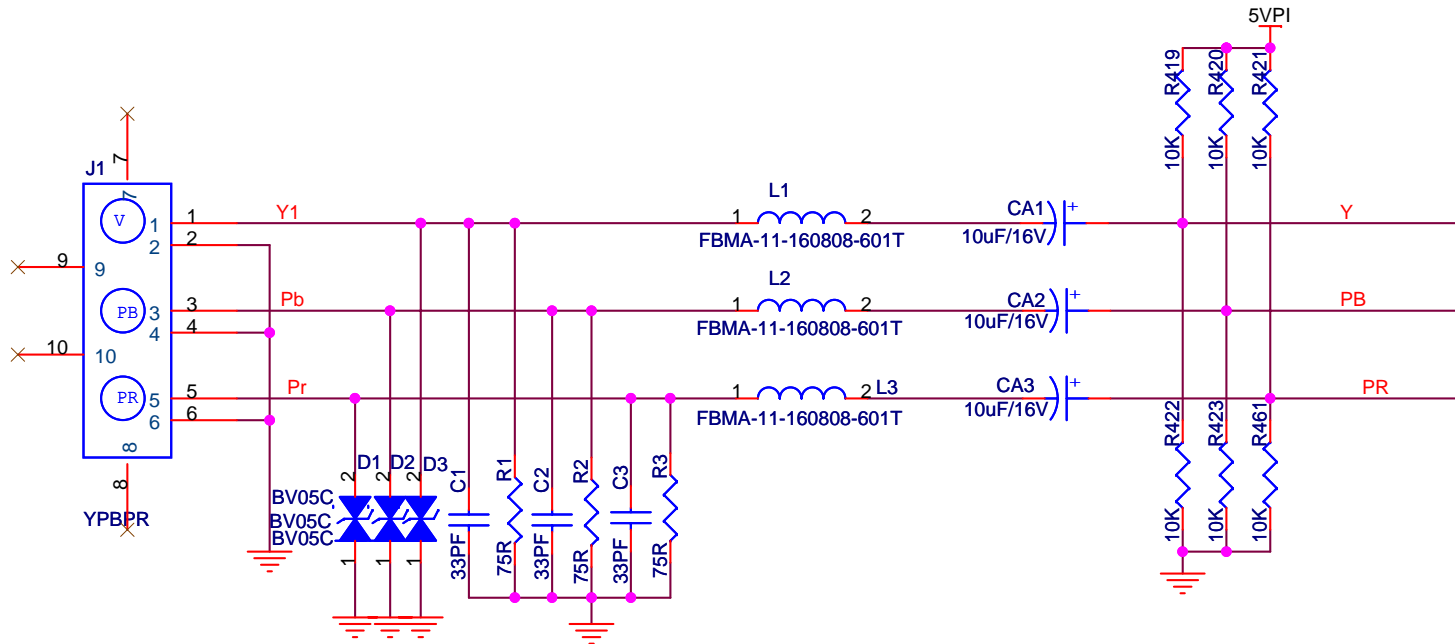 5VPI
R419
R420
R421
10K
10K
10K
7
J1
7
V
1
1
Y1
2
2
L1
1
2
FBMA-11-160808-601T
CA1
+
10uF/16V
Y
9
9
PB
3
3
Pb
4
4
L2
1
2
FBMA-11-160808-601T
CA2
+
10uF/16V
PB
10
10
PR
5
5
Pr
6
6
1
2
L3
FBMA-11-160808-601T
CA3
+
10uF/16V
PR
8
8
YPBPR
D1
D2
D3
2
2
2
BV05C
BV05C
BV05C
1
1
1
C1
33PF
R1
75R
C2
33PF
R2
75R
C3
33PF
R3
75R
R422
R423
R461
10K
10K
10K